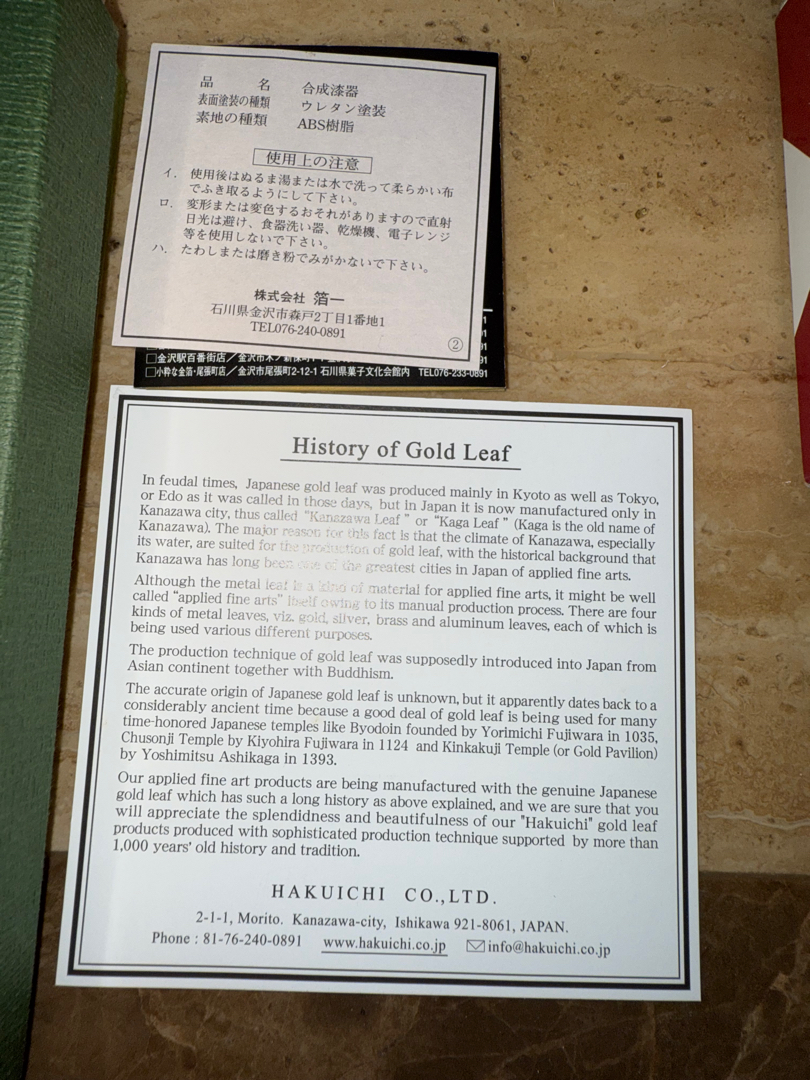 品　　名　　合成漆器
表面塗装の種類　　ウレタン塗装
素地の種類　　ABS樹脂
使用上の注意
イ．使用後はぬるま湯または水で洗って柔らかい布
でふき取るようにして下さい。
ロ．変形または変色するおそれがありますので直射
日光は避け、食器洗い器、乾燥機、電子レンジ
等を使用しないで下さい。
ハ．たわしまたは磨き粉でみがかないで下さい。
株式会社 箔一
石川県金沢市森戸2丁目1番地1
TEL076-240-0891
②
□金沢駅百番街店／金沢市木ノ新保町
□小粋な金箔・尾張町店／金沢市尾張町2-12-1 石川県菓子文化会館内　TEL076-233-0891
History of Gold Leaf
In feudal times, Japanese gold leaf was produced mainly in Kyoto as well as Tokyo,
or Edo as it was called in those days, but in Japan it is now manufactured only in
Kanazawa city, thus called “Kanazawa Leaf ” or “Kaga Leaf ” (Kaga is the old name of
Kanazawa). The major reason for this fact is that the climate of Kanazawa, especially
its water, are suited for the production of gold leaf, with the historical background that
Kanazawa has long been one of the greatest cities in Japan of applied fine arts.
Although the metal leaf is a kind of material for applied fine arts, it might be well
called “applied fine arts” itself owing to its manual production process. There are four
kinds of metal leaves, viz. gold, silver, brass and aluminum leaves, each of which is
being used various different purposes.
The production technique of gold leaf was supposedly introduced into Japan from
Asian continent together with Buddhism.
The accurate origin of Japanese gold leaf is unknown, but it apparently dates back to a
considerably ancient time because a good deal of gold leaf is being used for many
time-honored Japanese temples like Byodoin founded by Yorimichi Fujiwara in 1035,
Chusonji Temple by Kiyohira Fujiwara in 1124 and Kinkakuji Temple (or Gold Pavilion)
by Yoshimitsu Ashikaga in 1393.
Our applied fine art products are being manufactured with the genuine Japanese
gold leaf which has such a long history as above explained, and we are sure that you
will appreciate the splendidness and beautifulness of our "Hakuichi" gold leaf
products produced with sophisticated production technique supported by more than
1,000 years' old history and tradition.
HAKUICHI CO.,LTD.
2-1-1, Morito. Kanazawa-city, Ishikawa 921-8061, JAPAN.
Phone : 81-76-240-0891 www.hakuichi.co.jp info@hakuichi.co.jp